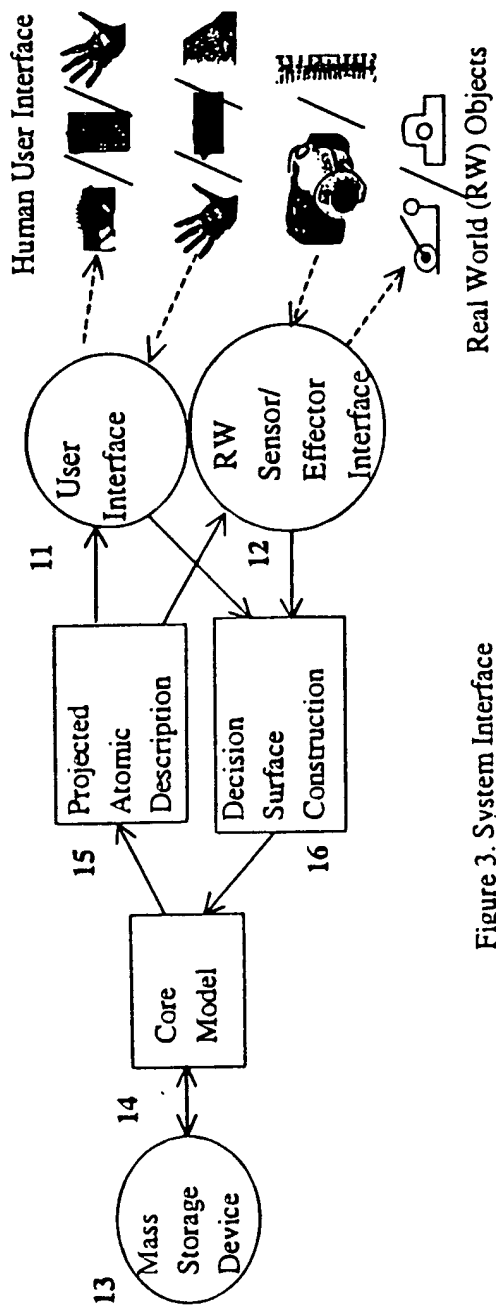 Human User Interface
11
User
Interface
15
Projected
Atomic
Description
13
Mass
Storage
Device
14
Core
Model
12
RW
Sensor/
Effector
Interface
16
Decision
Surface
Construction
Real World (RW) Objects
Figure 3. System Interface